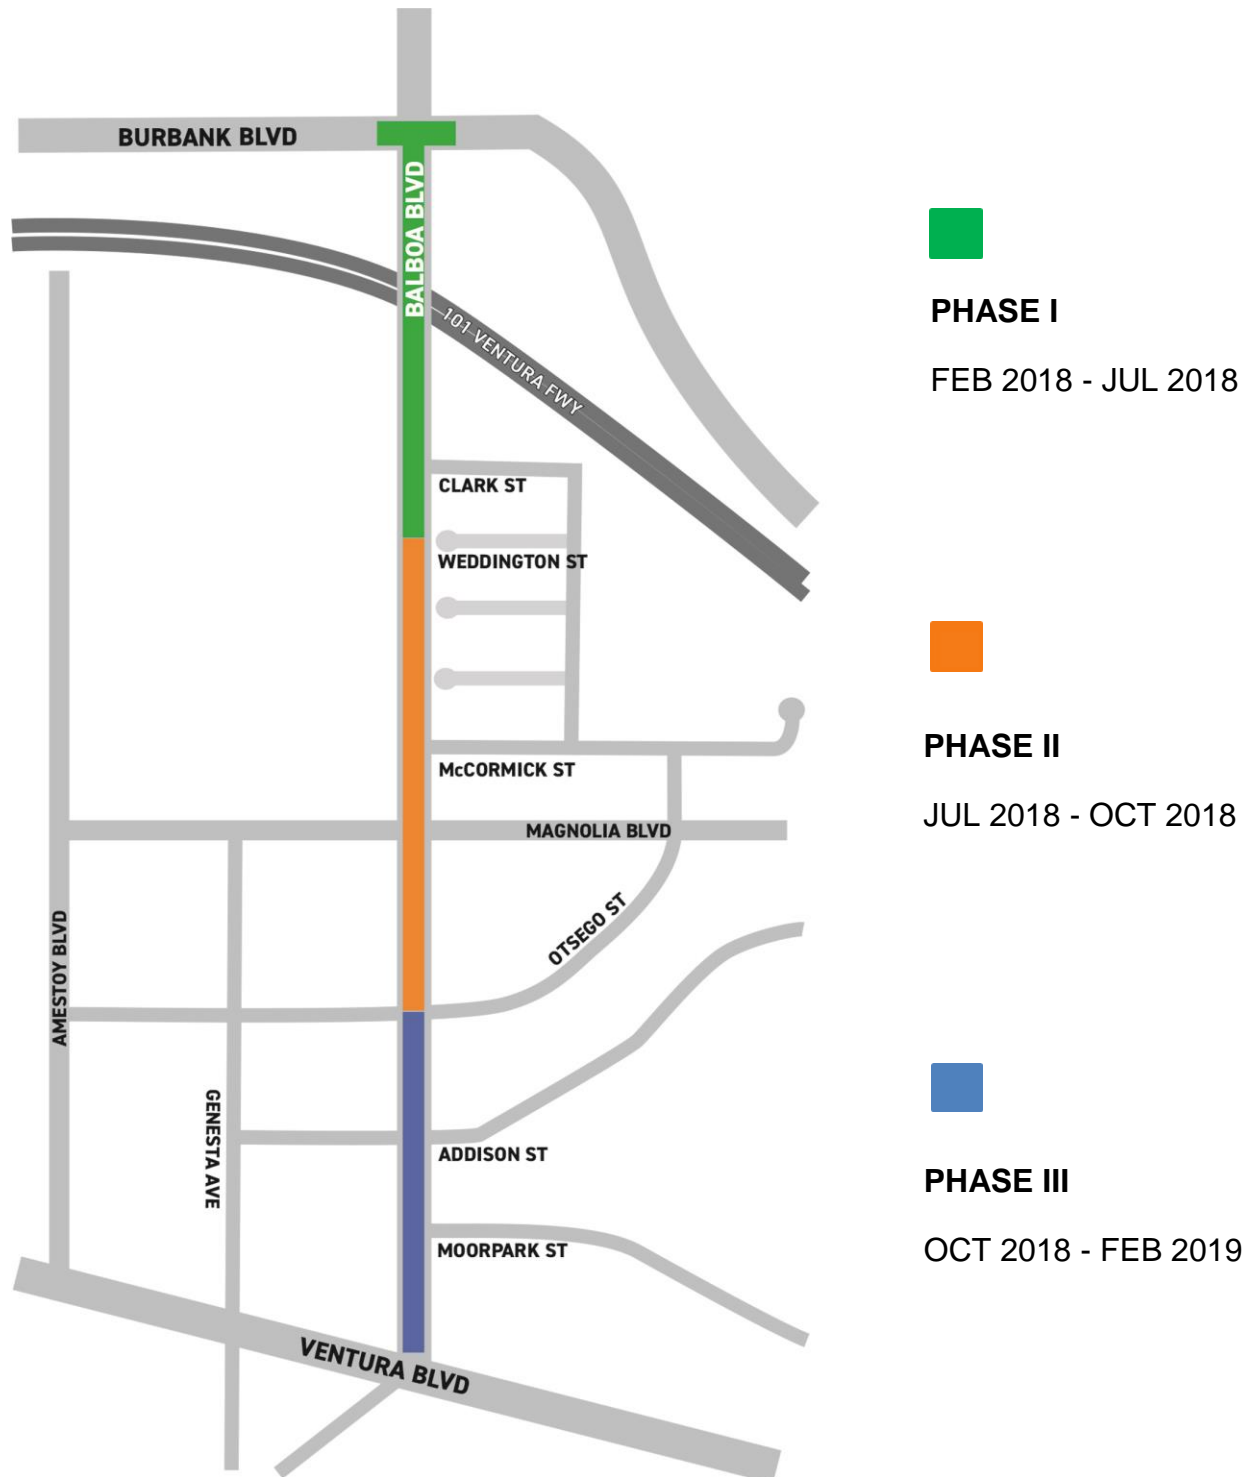 BURBANK BLVD
BALBOA BLVD
101 VENTURA FWY
CLARK ST
WEDDINGTON ST
McCORMICK ST
MAGNOLIA BLVD
OTSEGO ST
AMESTOY BLVD
GENESTA AVE
ADDISON ST
MOORPARK ST
VENTURA BLVD
PHASE I
FEB 2018 - JUL 2018
PHASE II
JUL 2018 - OCT 2018
PHASE III
OCT 2018 - FEB 2019